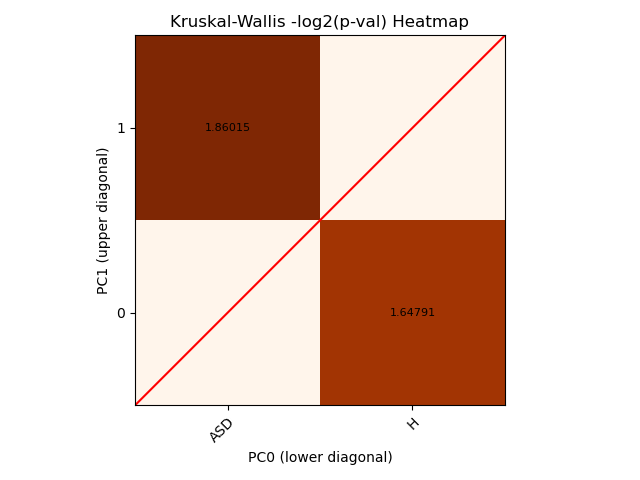 Kruskal-Wallis -log2(p-val) Heatmap
PC1 (upper diagonal)
1
1.86015
0
1.64791
ASD
H
PC0 (lower diagonal)